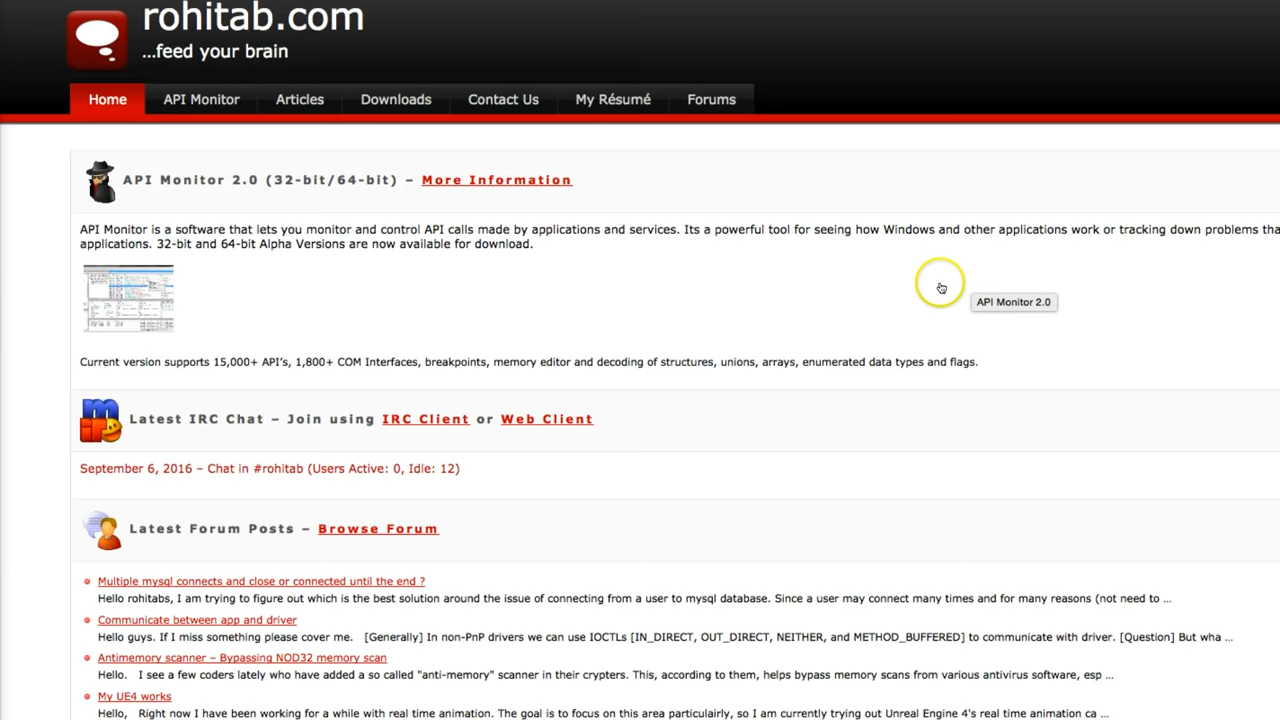 rohitab.com
...feed your brain
Home API Monitor Articles Downloads Contact Us My Résumé Forums
API Monitor 2.0 (32-bit/64-bit) – More Information
API Monitor is a software that lets you monitor and control API calls made by applications and services. Its a powerful tool for seeing how Windows and other applications work or tracking down problems tha
applications. 32-bit and 64-bit Alpha Versions are now available for download.
API Monitor 2.0
Current version supports 15,000+ API's, 1,800+ COM Interfaces, breakpoints, memory editor and decoding of structures, unions, arrays, enumerated data types and flags.
Latest IRC Chat – Join using IRC Client or Web Client
September 6, 2016 – Chat in #rohitab (Users Active: 0, Idle: 12)
Latest Forum Posts – Browse Forum
Multiple mysql connects and close or connected until the end ?
Hello rohitabs, I am trying to figure out which is the best solution around the issue of connecting from a user to mysql database. Since a user may connect many times and for many reasons (not need to ...
Communicate between app and driver
Hello guys. If I miss something please cover me. [Generally] In non-PnP drivers we can use IOCTLs [IN_DIRECT, OUT_DIRECT, NEITHER, and METHOD_BUFFERED] to communicate with driver. [Question] But wha ...
Antimemory scanner – Bypassing NOD32 memory scan
Hello. I see a few coders lately who have added a so called "anti-memory" scanner in their crypters. This, according to them, helps bypass memory scans from various antivirus software, esp ...
My UE4 works
Hello, Right now I have been working for a while with real time animation. The goal is to focus on this area particulairly, so I am currently trying out Unreal Engine 4's real time animation ca ...